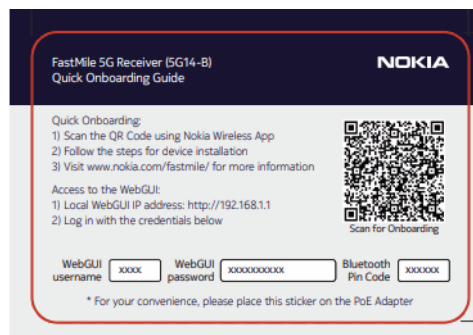 FastMile 5G Receiver (5G14-B)
Quick Onboarding Guide
NOKIA
Quick Onboarding:
1) Scan the QR Code using Nokia Wireless App
2) Follow the steps for device installation
3) Visit www.nokia.com/fastmile/ for more information
Access to the WebGUI:
1) Local WebGUI IP address: http://192.168.1.1
2) Log in with the credentials below
Scan for Onboarding
WebGUI username xxxx
WebGUI password xxxxxxxxxx
Bluetooth Pin Code xxxxxx
* For your convenience, please place this sticker on the PoE Adapter